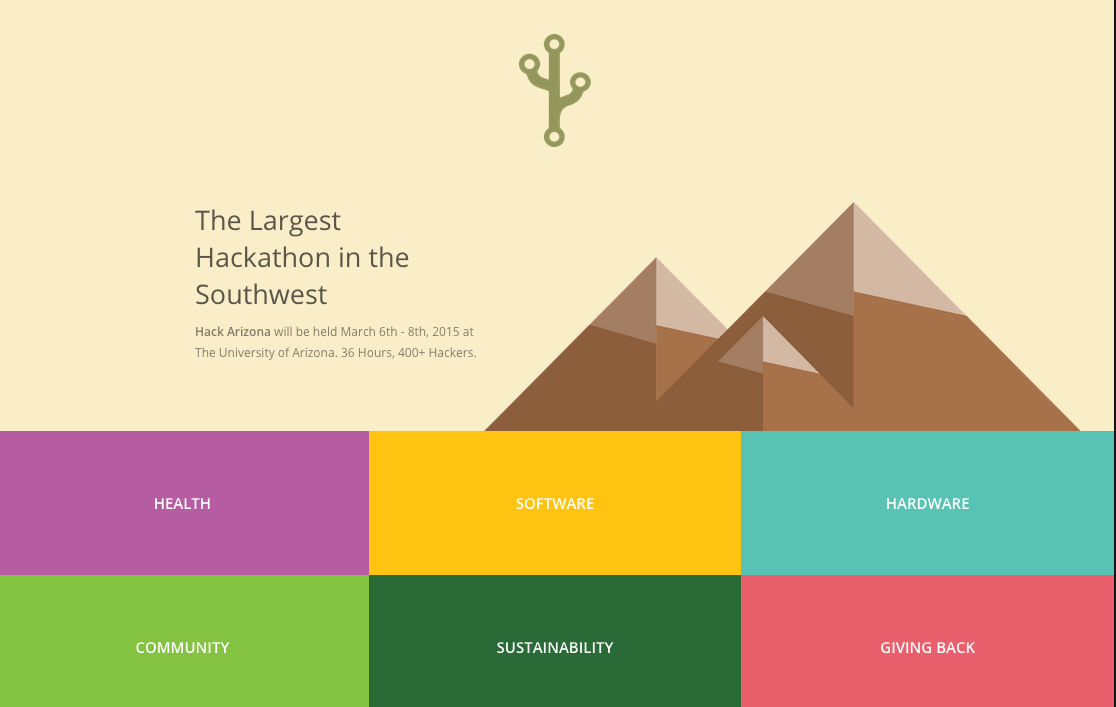 The Largest
Hackathon in the
Southwest
Hack Arizona will be held March 6th - 8th, 2015 at
The University of Arizona. 36 Hours, 400+ Hackers.
HEALTH
SOFTWARE
HARDWARE
COMMUNITY
SUSTAINABILITY
GIVING BACK